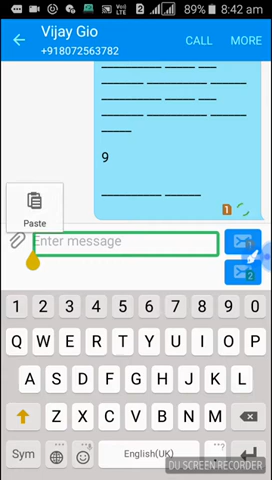 89% 8:42 am
Vijay Gio
+918072563782
CALL MORE
9
Paste
Enter message
1 2 3 4 5 6 7 8 9 0
Q W E R T Y U I O P
A S D F G H J K L
Z X C V B N M
Sym English(UK) . ?
DU SCREEN RECORDER